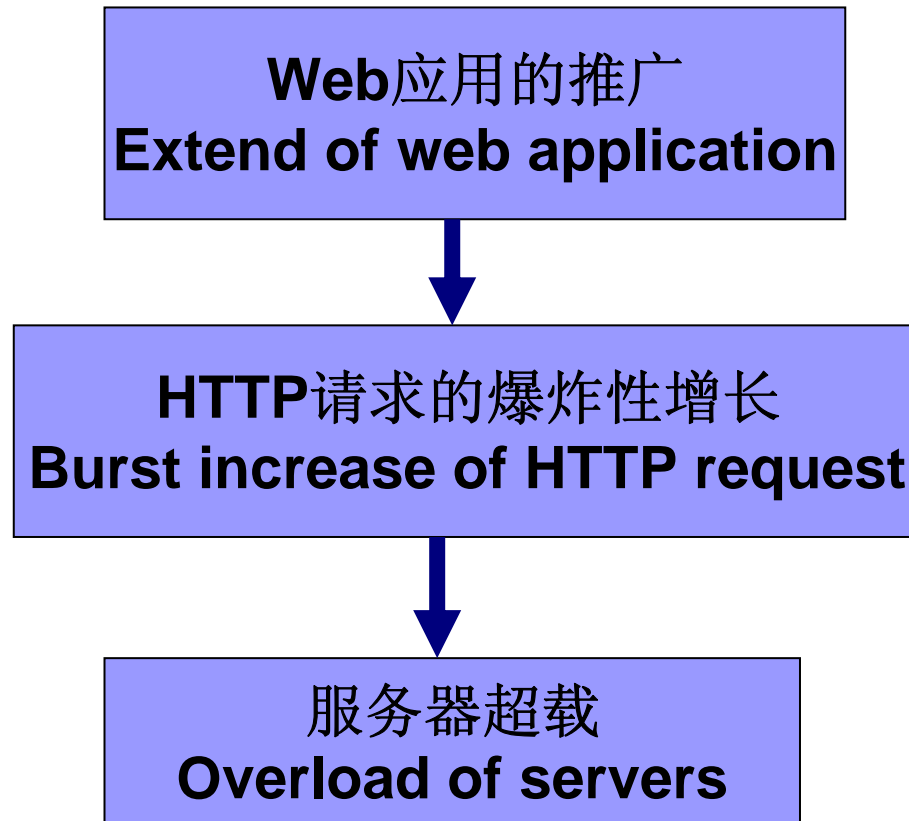 Web应用的推广
Extend of web application
HTTP请求的爆炸性增长
Burst increase of HTTP request
服务器超载
Overload of servers